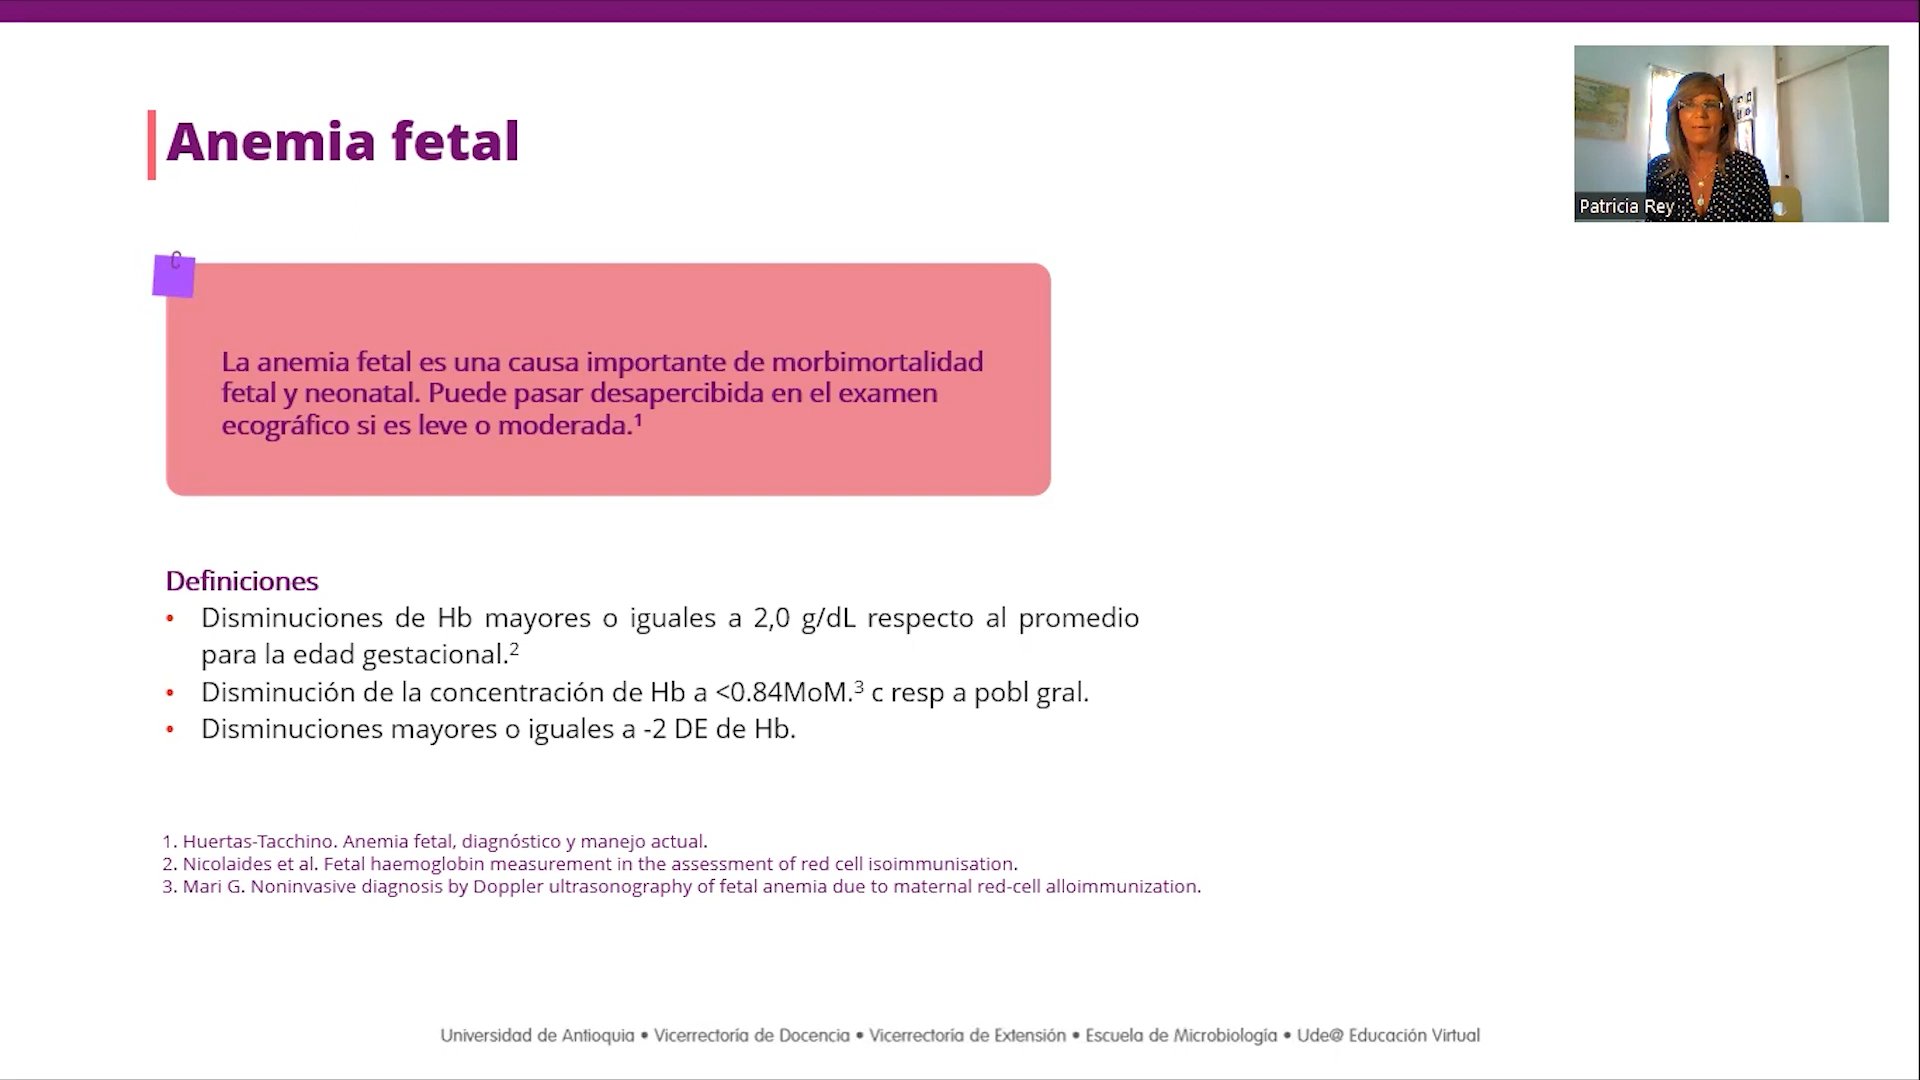 Anemia fetal
Patricia Rey
La anemia fetal es una causa importante de morbimortalidad
fetal y neonatal. Puede pasar desapercibida en el examen
ecográfico si es leve o moderada.¹
Definiciones
• Disminuciones de Hb mayores o iguales a 2,0 g/dL respecto al promedio
para la edad gestacional.²
• Disminución de la concentración de Hb a <0.84MoM.³ c resp a pobl gral.
• Disminuciones mayores o iguales a -2 DE de Hb.
1. Huertas-Tacchino. Anemia fetal, diagnóstico y manejo actual.
2. Nicolaides et al. Fetal haemoglobin measurement in the assessment of red cell isoimmunisation.
3. Mari G. Noninvasive diagnosis by Doppler ultrasonography of fetal anemia due to maternal red-cell alloimmunization.
Universidad de Antioquia • Vicerrectoría de Docencia • Vicerrectoría de Extensión • Escuela de Microbiología • Ude@ Educación Virtual